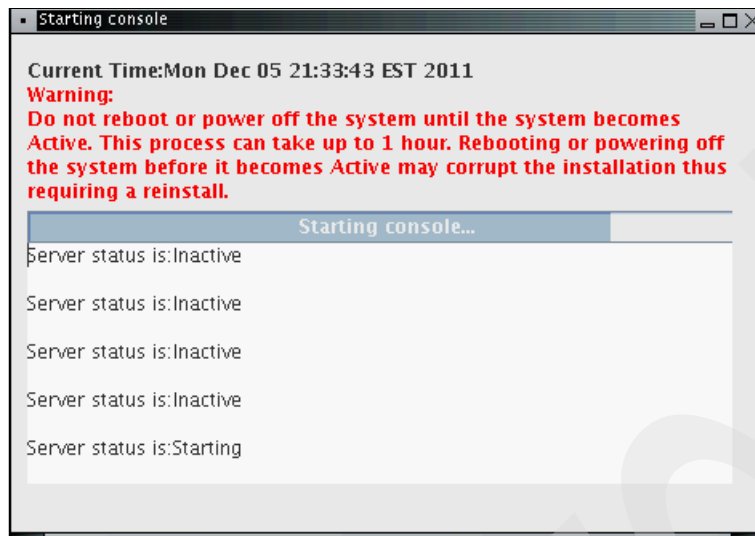 Starting console
Current Time:Mon Dec 05 21:33:43 EST 2011
Warning:
Do not reboot or power off the system until the system becomes
Active. This process can take up to 1 hour. Rebooting or powering off
the system before it becomes Active may corrupt the installation thus
requiring a reinstall.
Starting console...
Server status is:Inactive
Server status is:Inactive
Server status is:Inactive
Server status is:Inactive
Server status is:Starting